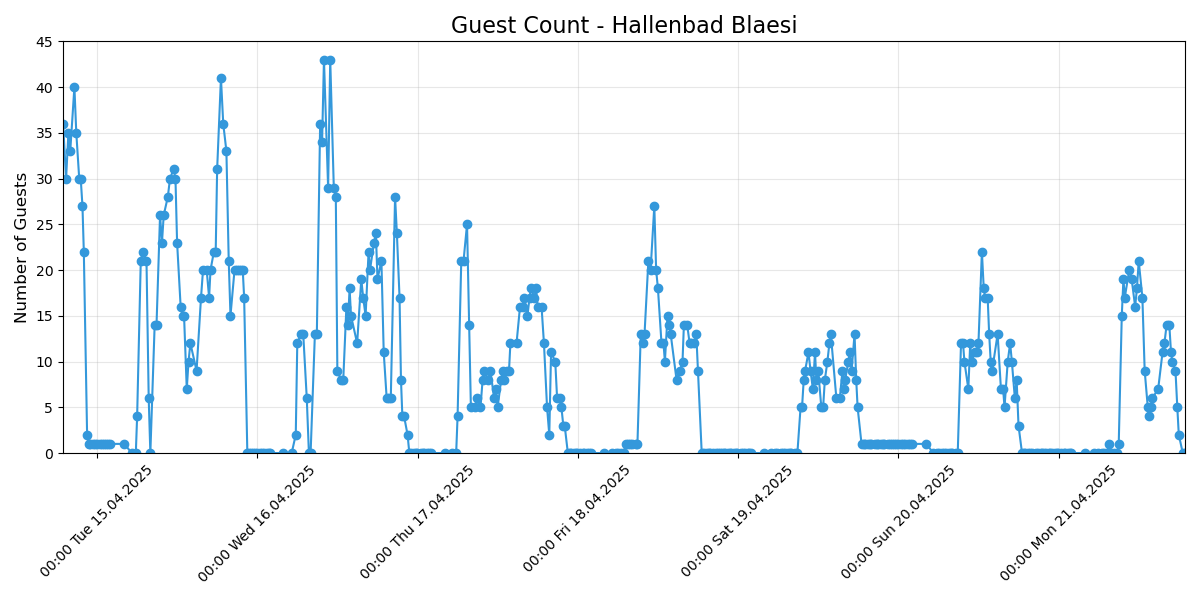 Guest Count - Hallenbad Blaesi
Number of Guests
45
40
35
30
25
20
15
10
5
0
00:00 Tue 15.04.2025
00:00 Wed 16.04.2025
00:00 Thu 17.04.2025
00:00 Fri 18.04.2025
00:00 Sat 19.04.2025
00:00 Sun 20.04.2025
00:00 Mon 21.04.2025